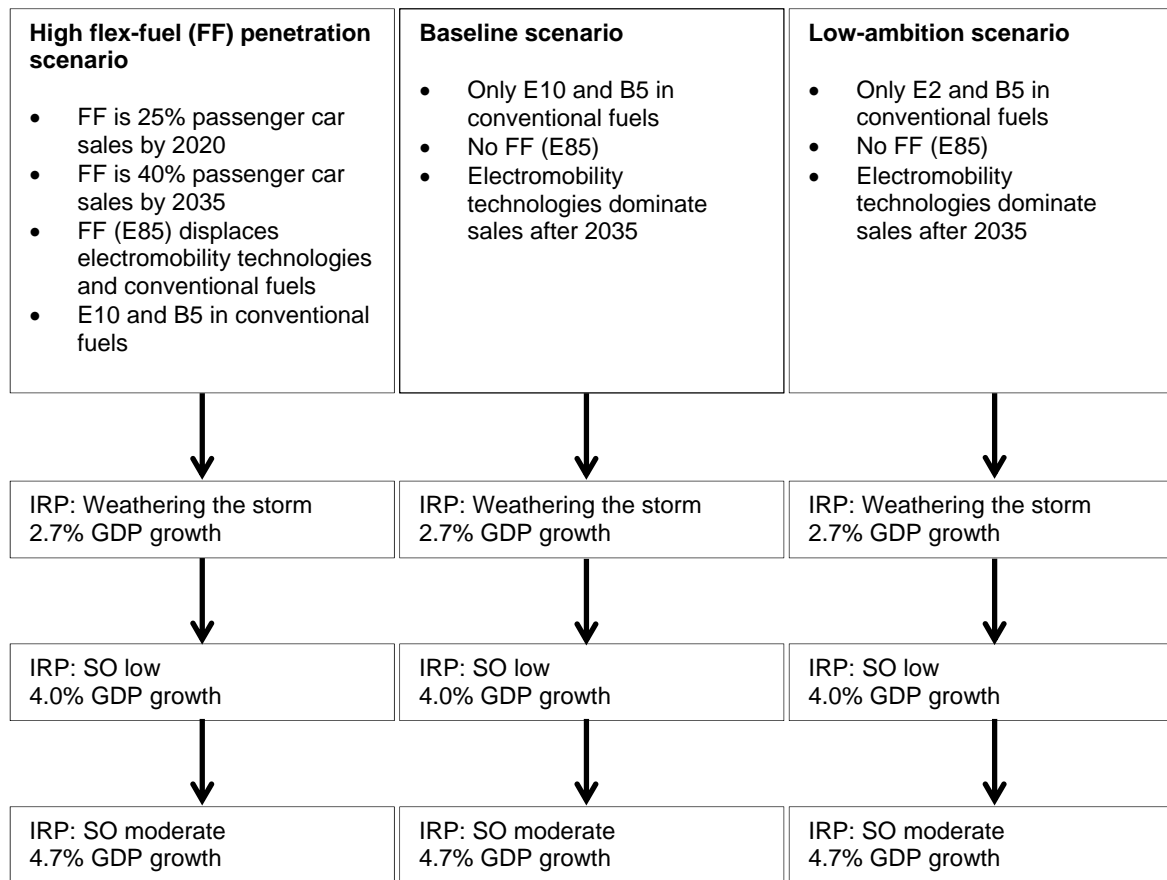 High flex-fuel (FF) penetration
scenario
• FF is 25% passenger car
sales by 2020
• FF is 40% passenger car
sales by 2035
• FF (E85) displaces
electromobility technologies
and conventional fuels
• E10 and B5 in conventional
fuels
Baseline scenario
• Only E10 and B5 in
conventional fuels
• No FF (E85)
• Electromobility
technologies dominate
sales after 2035
Low-ambition scenario
• Only E2 and B5 in
conventional fuels
• No FF (E85)
• Electromobility
technologies dominate
sales after 2035
IRP: Weathering the storm
2.7% GDP growth
IRP: Weathering the storm
2.7% GDP growth
IRP: Weathering the storm
2.7% GDP growth
IRP: SO low
4.0% GDP growth
IRP: SO low
4.0% GDP growth
IRP: SO low
4.0% GDP growth
IRP: SO moderate
4.7% GDP growth
IRP: SO moderate
4.7% GDP growth
IRP: SO moderate
4.7% GDP growth